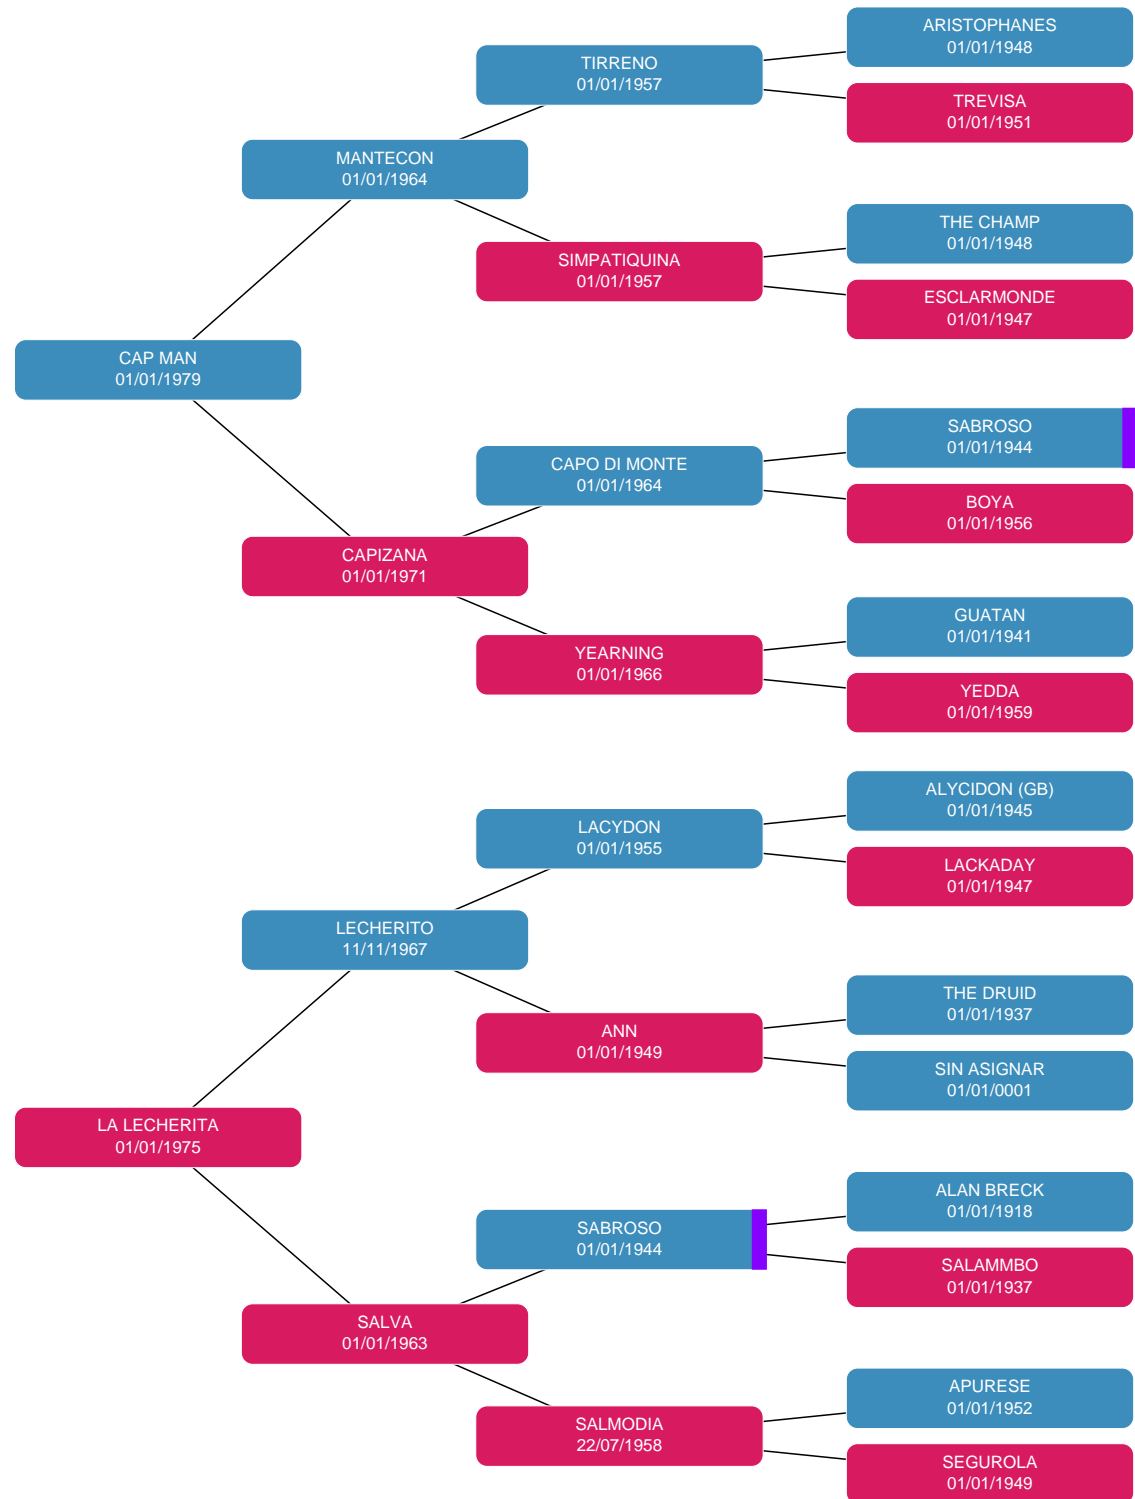 ARISTOPHANES
01/01/1948
TIRRENO
01/01/1957
TREVISA
01/01/1951
MANTECON
01/01/1964
THE CHAMP
01/01/1948
SIMPATIQUINA
01/01/1957
ESCLARMONDE
01/01/1947
CAP MAN
01/01/1979
SABROSO
01/01/1944
CAPO DI MONTE
01/01/1964
BOYA
01/01/1956
CAPIZANA
01/01/1971
GUATAN
01/01/1941
YEARNING
01/01/1966
YEDDA
01/01/1959
ALYCIDON (GB)
01/01/1945
LACYDON
01/01/1955
LACKADAY
01/01/1947
LECHERITO
11/11/1967
THE DRUID
01/01/1937
ANN
01/01/1949
SIN ASIGNAR
01/01/0001
LA LECHERITA
01/01/1975
ALAN BRECK
01/01/1918
SABROSO
01/01/1944
SALAMMBO
01/01/1937
SALVA
01/01/1963
APURESE
01/01/1952
SALMODIA
22/07/1958
SEGUROLA
01/01/1949